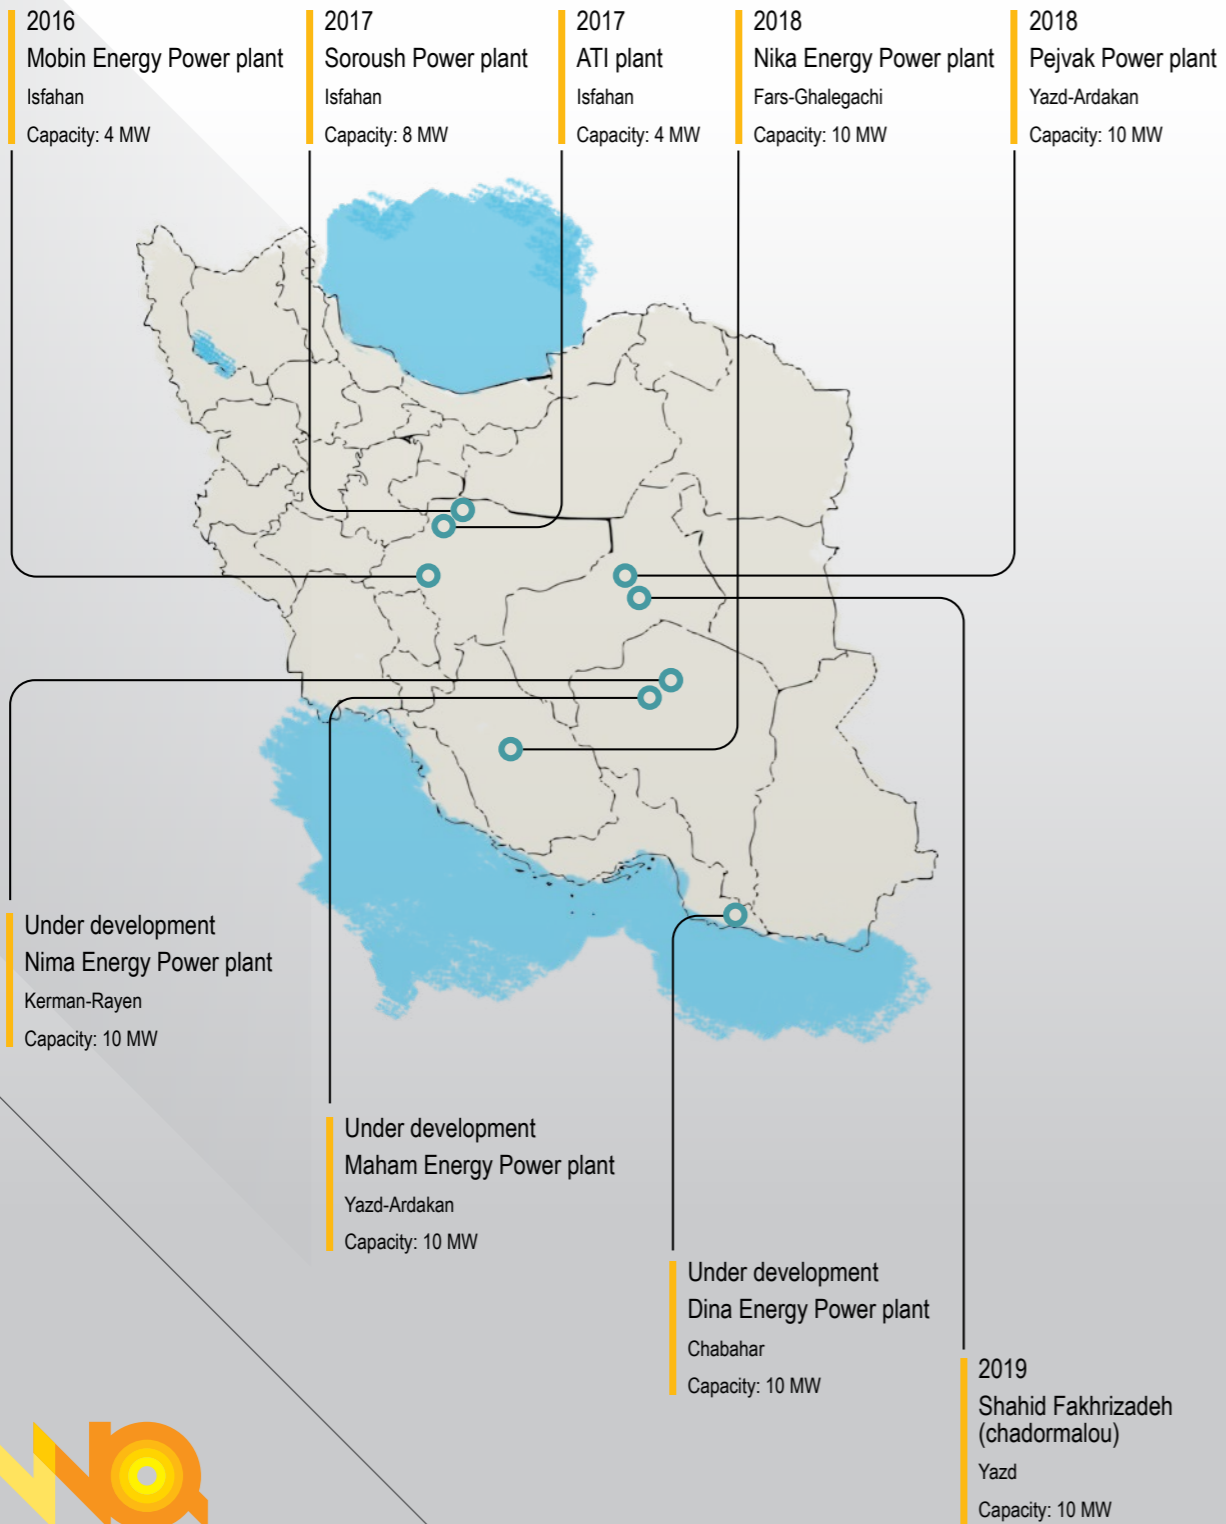 2016
Mobin Energy Power plant
Isfahan
Capacity: 4 MW
2017
Soroush Power plant
Isfahan
Capacity: 8 MW
2017
ATI plant
Isfahan
Capacity: 4 MW
2018
Nika Energy Power plant
Fars-Ghalegachi
Capacity: 10 MW
2018
Pejvak Power plant
Yazd-Ardakan
Capacity: 10 MW
Under development
Nima Energy Power plant
Kerman-Rayen
Capacity: 10 MW
Under development
Maham Energy Power plant
Yazd-Ardakan
Capacity: 10 MW
Under development
Dina Energy Power plant
Chabahar
Capacity: 10 MW
2019
Shahid Fakhrizadeh
(chadormalou)
Yazd
Capacity: 10 MW